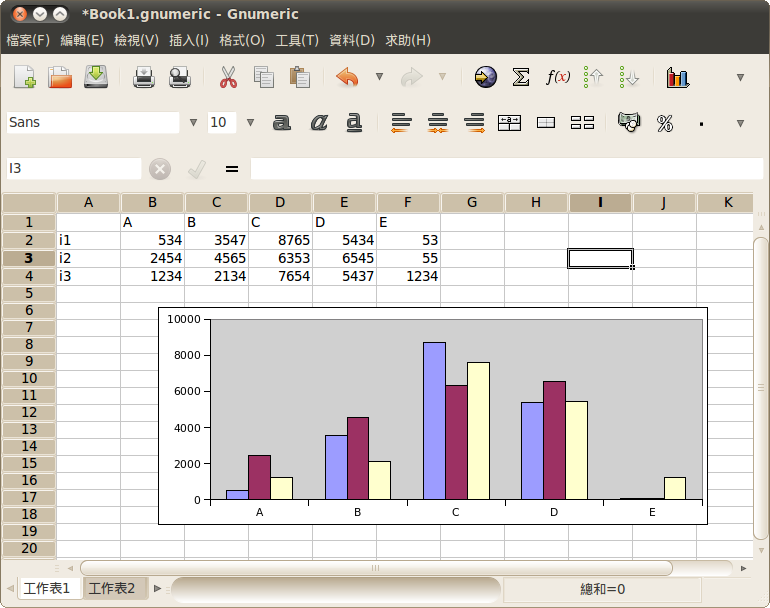 *Book1.gnumeric - Gnumeric
檔案(F) 編輯(E) 檢視(V) 插入(I) 格式(O) 工具(T) 資料(D) 求助(H)
f(x)
Sans 10 a a a
%
I3 =
A B C D E F G H I J K
1 A B C D E
2 i1 534 3547 8765 5434 53
3 i2 2454 4565 6353 6545 55
4 i3 1234 2134 7654 5437 1234
5
6
7
8
9
10
11
12
13
14
15
16
17
18
19
20
10000
8000
6000
4000
2000
0
A B C D E
工作表1 工作表2 總和=0